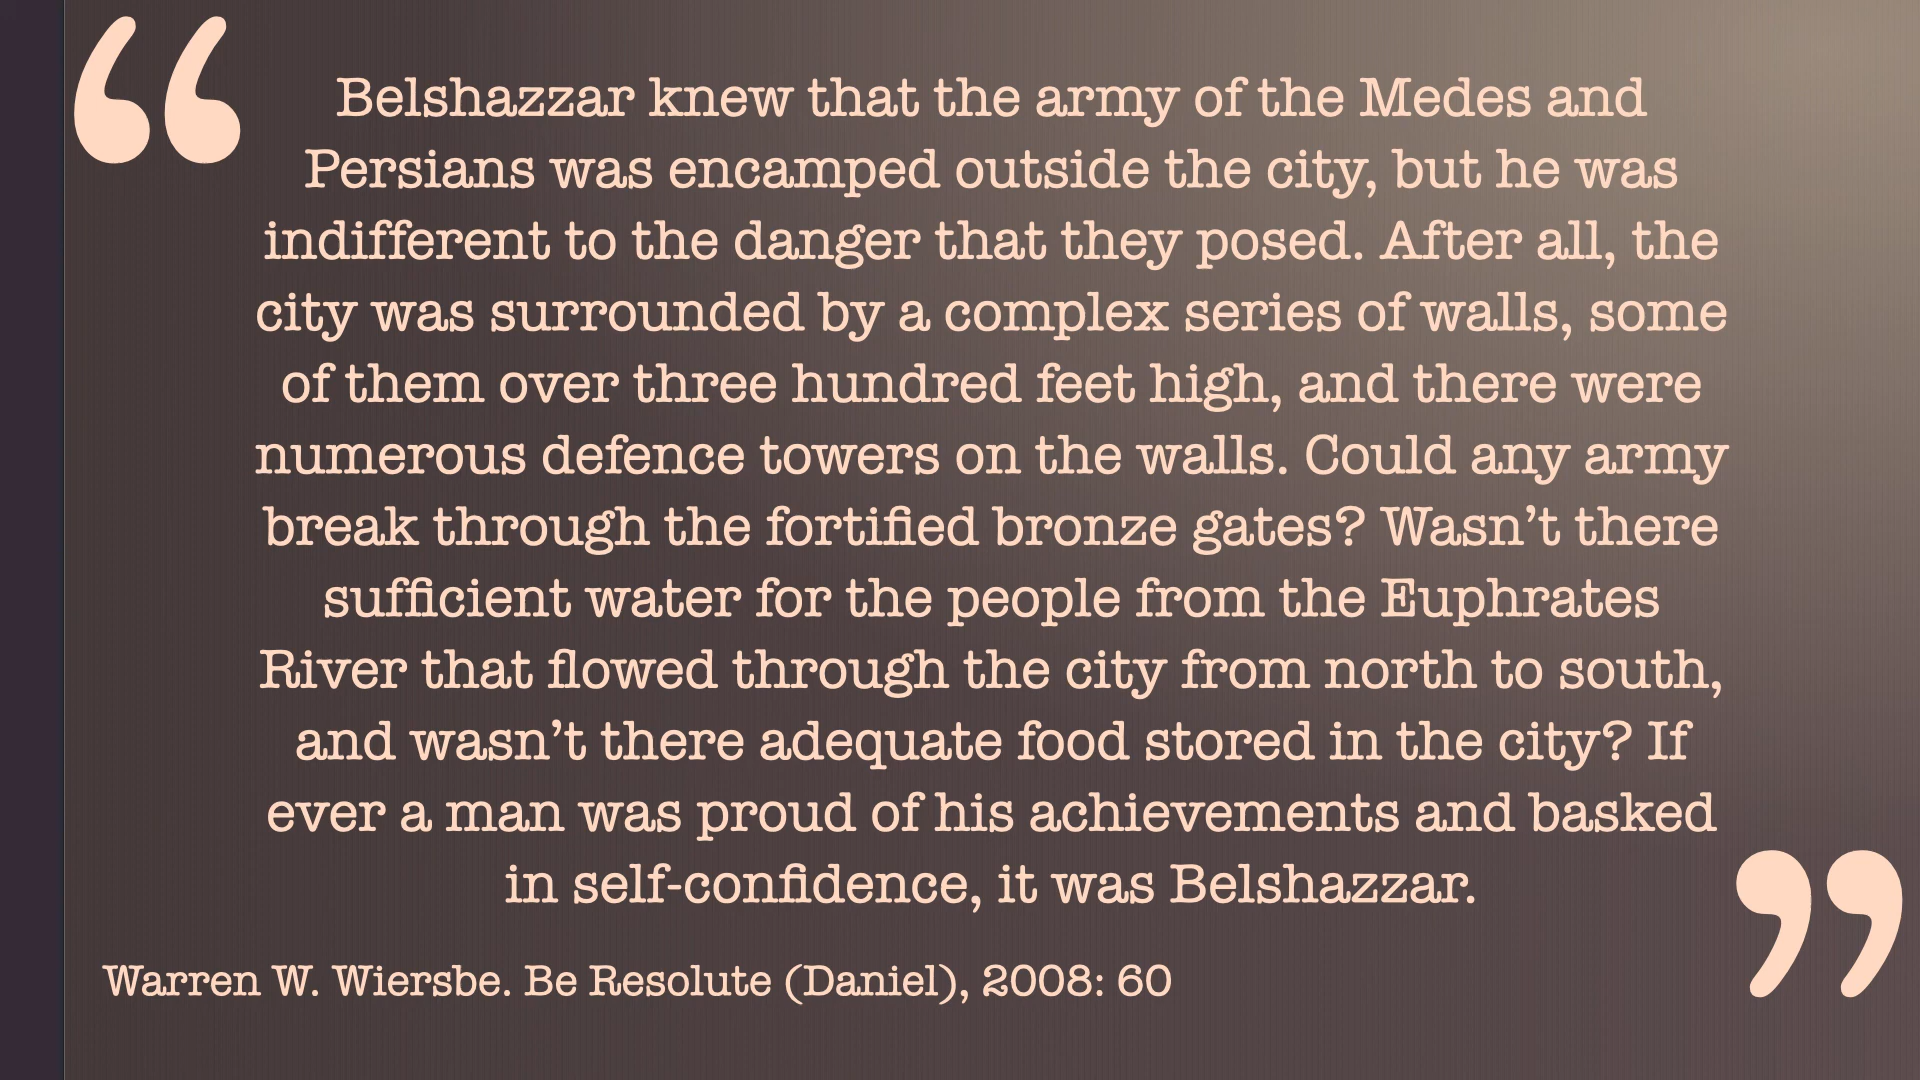 “
Belshazzar knew that the army of the Medes and
Persians was encamped outside the city, but he was
indifferent to the danger that they posed. After all, the
city was surrounded by a complex series of walls, some
of them over three hundred feet high, and there were
numerous defence towers on the walls. Could any army
break through the fortified bronze gates? Wasn’t there
sufficient water for the people from the Euphrates
River that flowed through the city from north to south,
and wasn’t there adequate food stored in the city? If
ever a man was proud of his achievements and basked
in self-confidence, it was Belshazzar.
”
Warren W. Wiersbe. Be Resolute (Daniel), 2008: 60